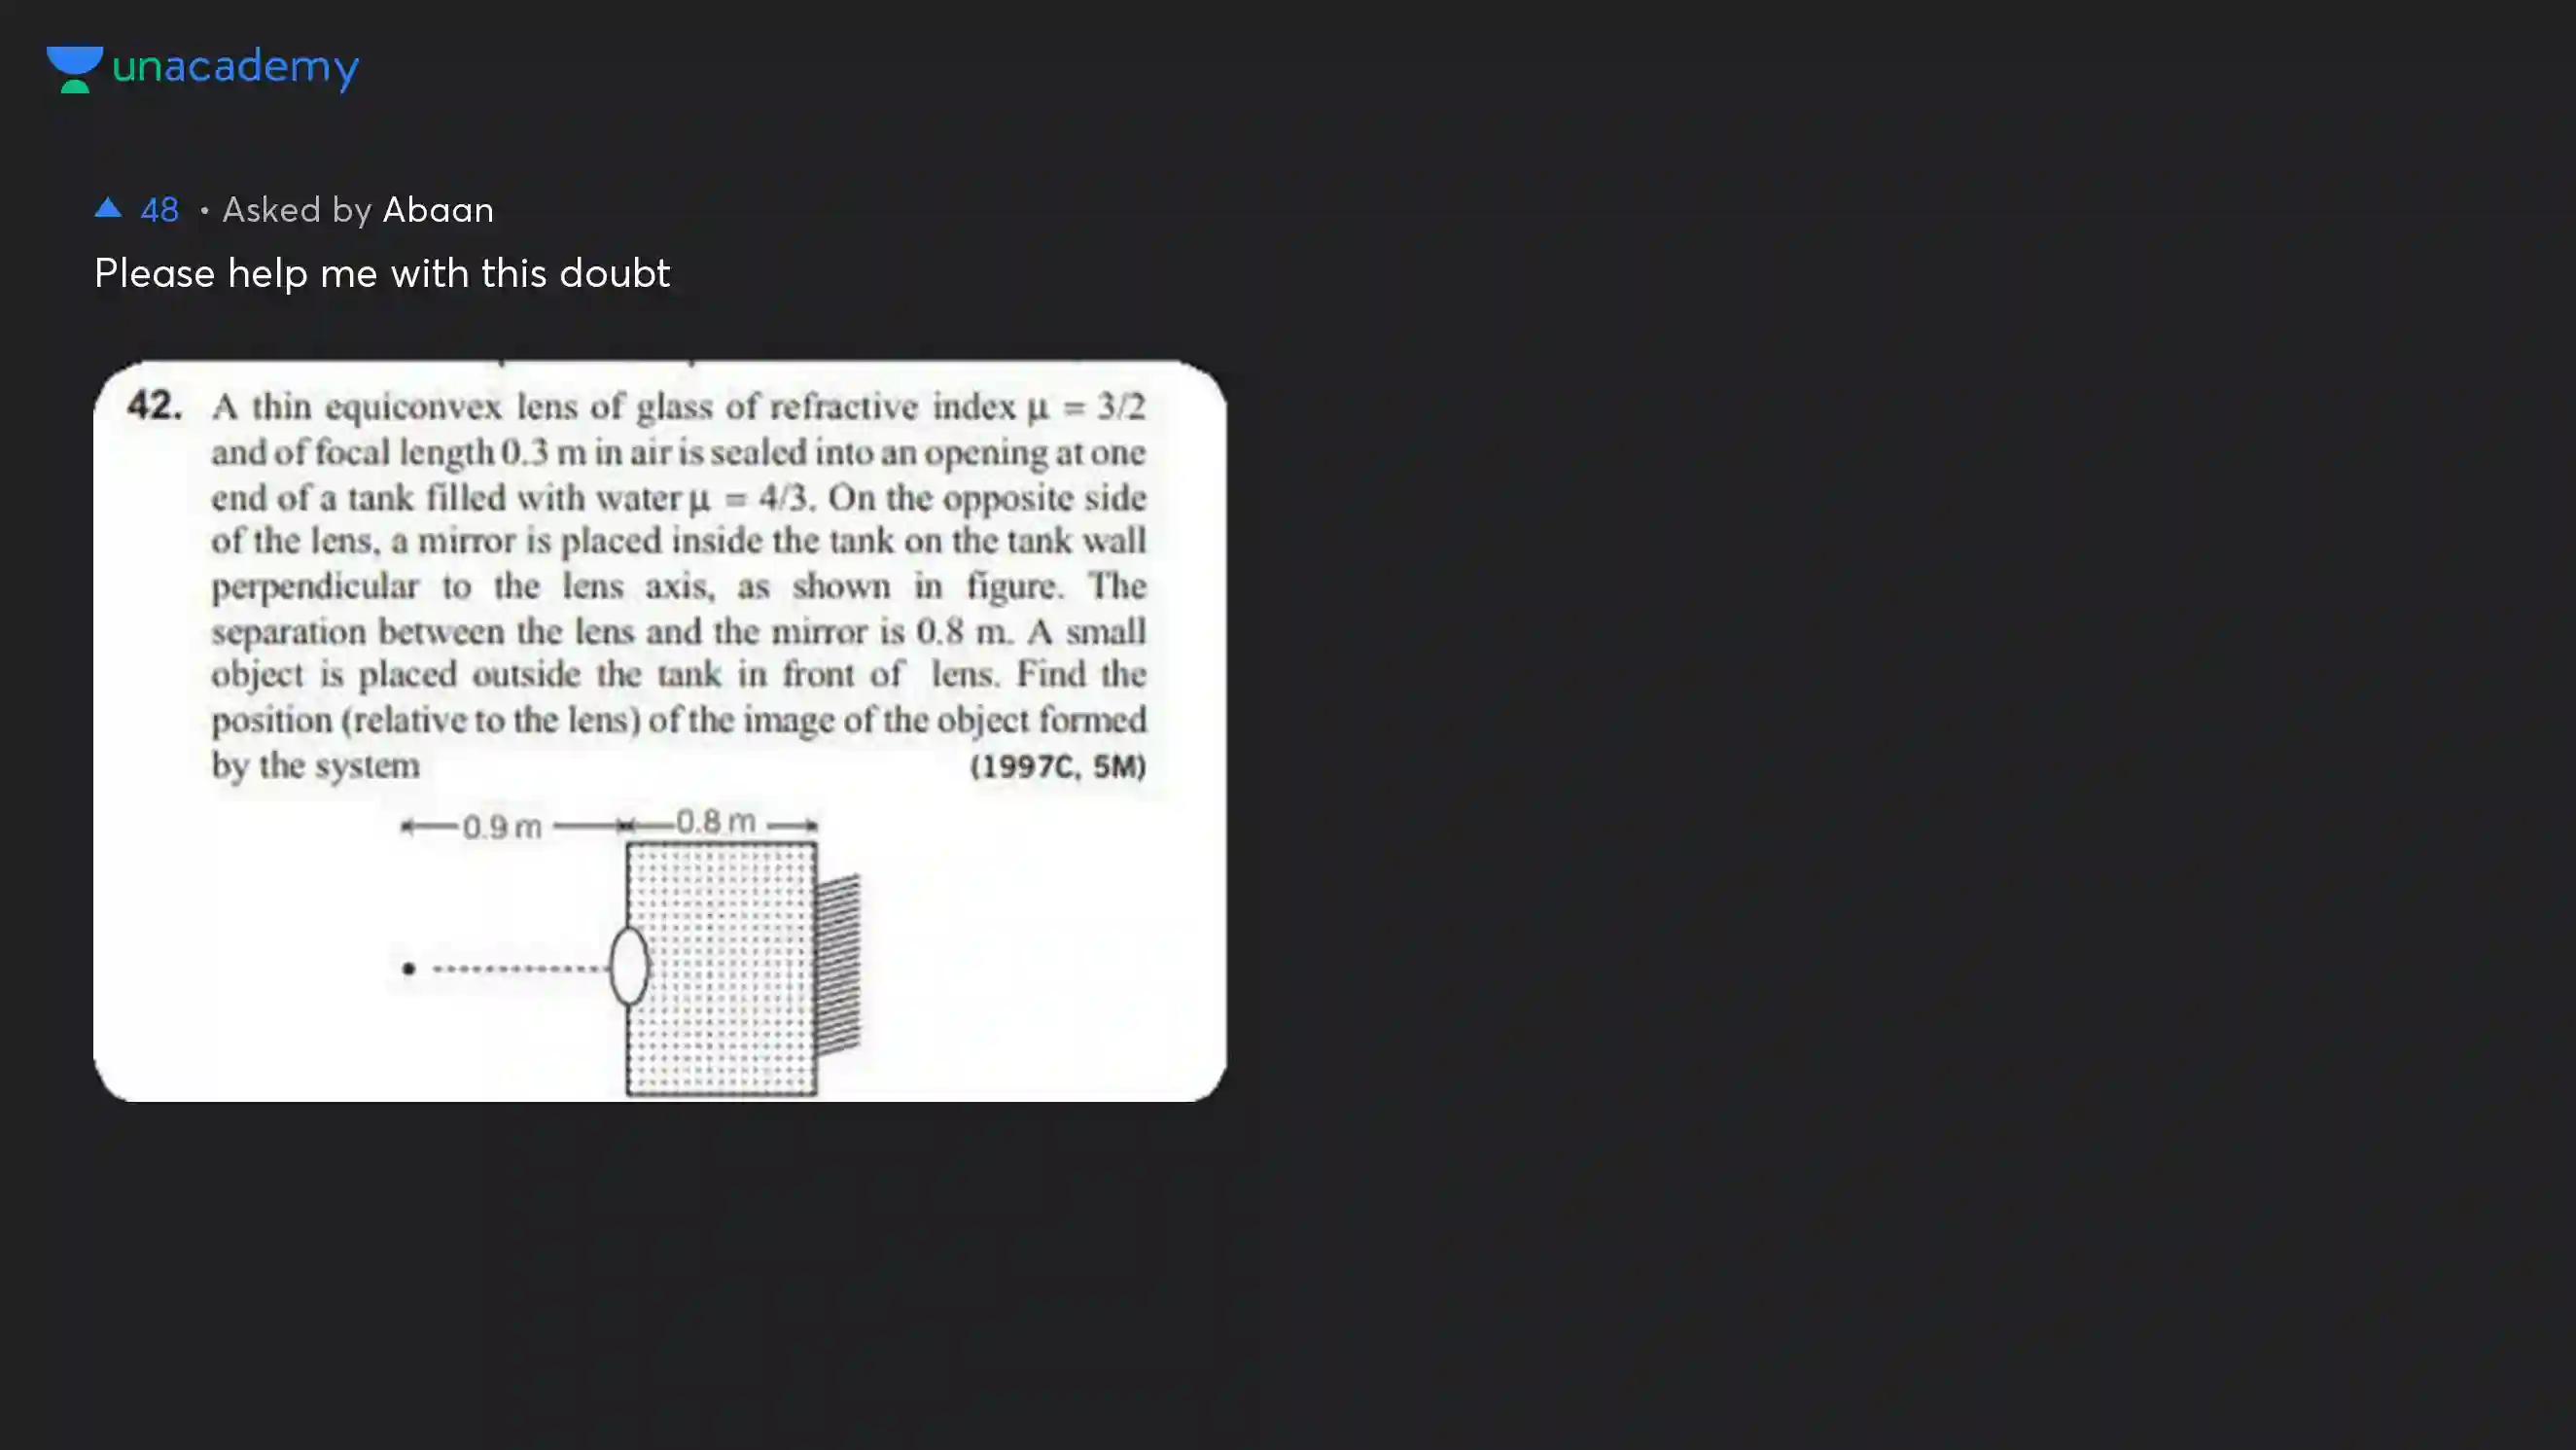 unacademy
▲ 48 • Asked by Abaan
Please help me with this doubt
42. A thin equiconvex lens of glass of refractive index μ = 3/2
and of focal length 0.3 m in air is sealed into an opening at one
end of a tank filled with water μ = 4/3. On the opposite side
of the lens, a mirror is placed inside the tank on the tank wall
perpendicular to the lens axis, as shown in figure. The
separation between the lens and the mirror is 0.8 m. A small
object is placed outside the tank in front of lens. Find the
position (relative to the lens) of the image of the object formed
by the system (1997C, 5M)
0.9 m 0.8 m